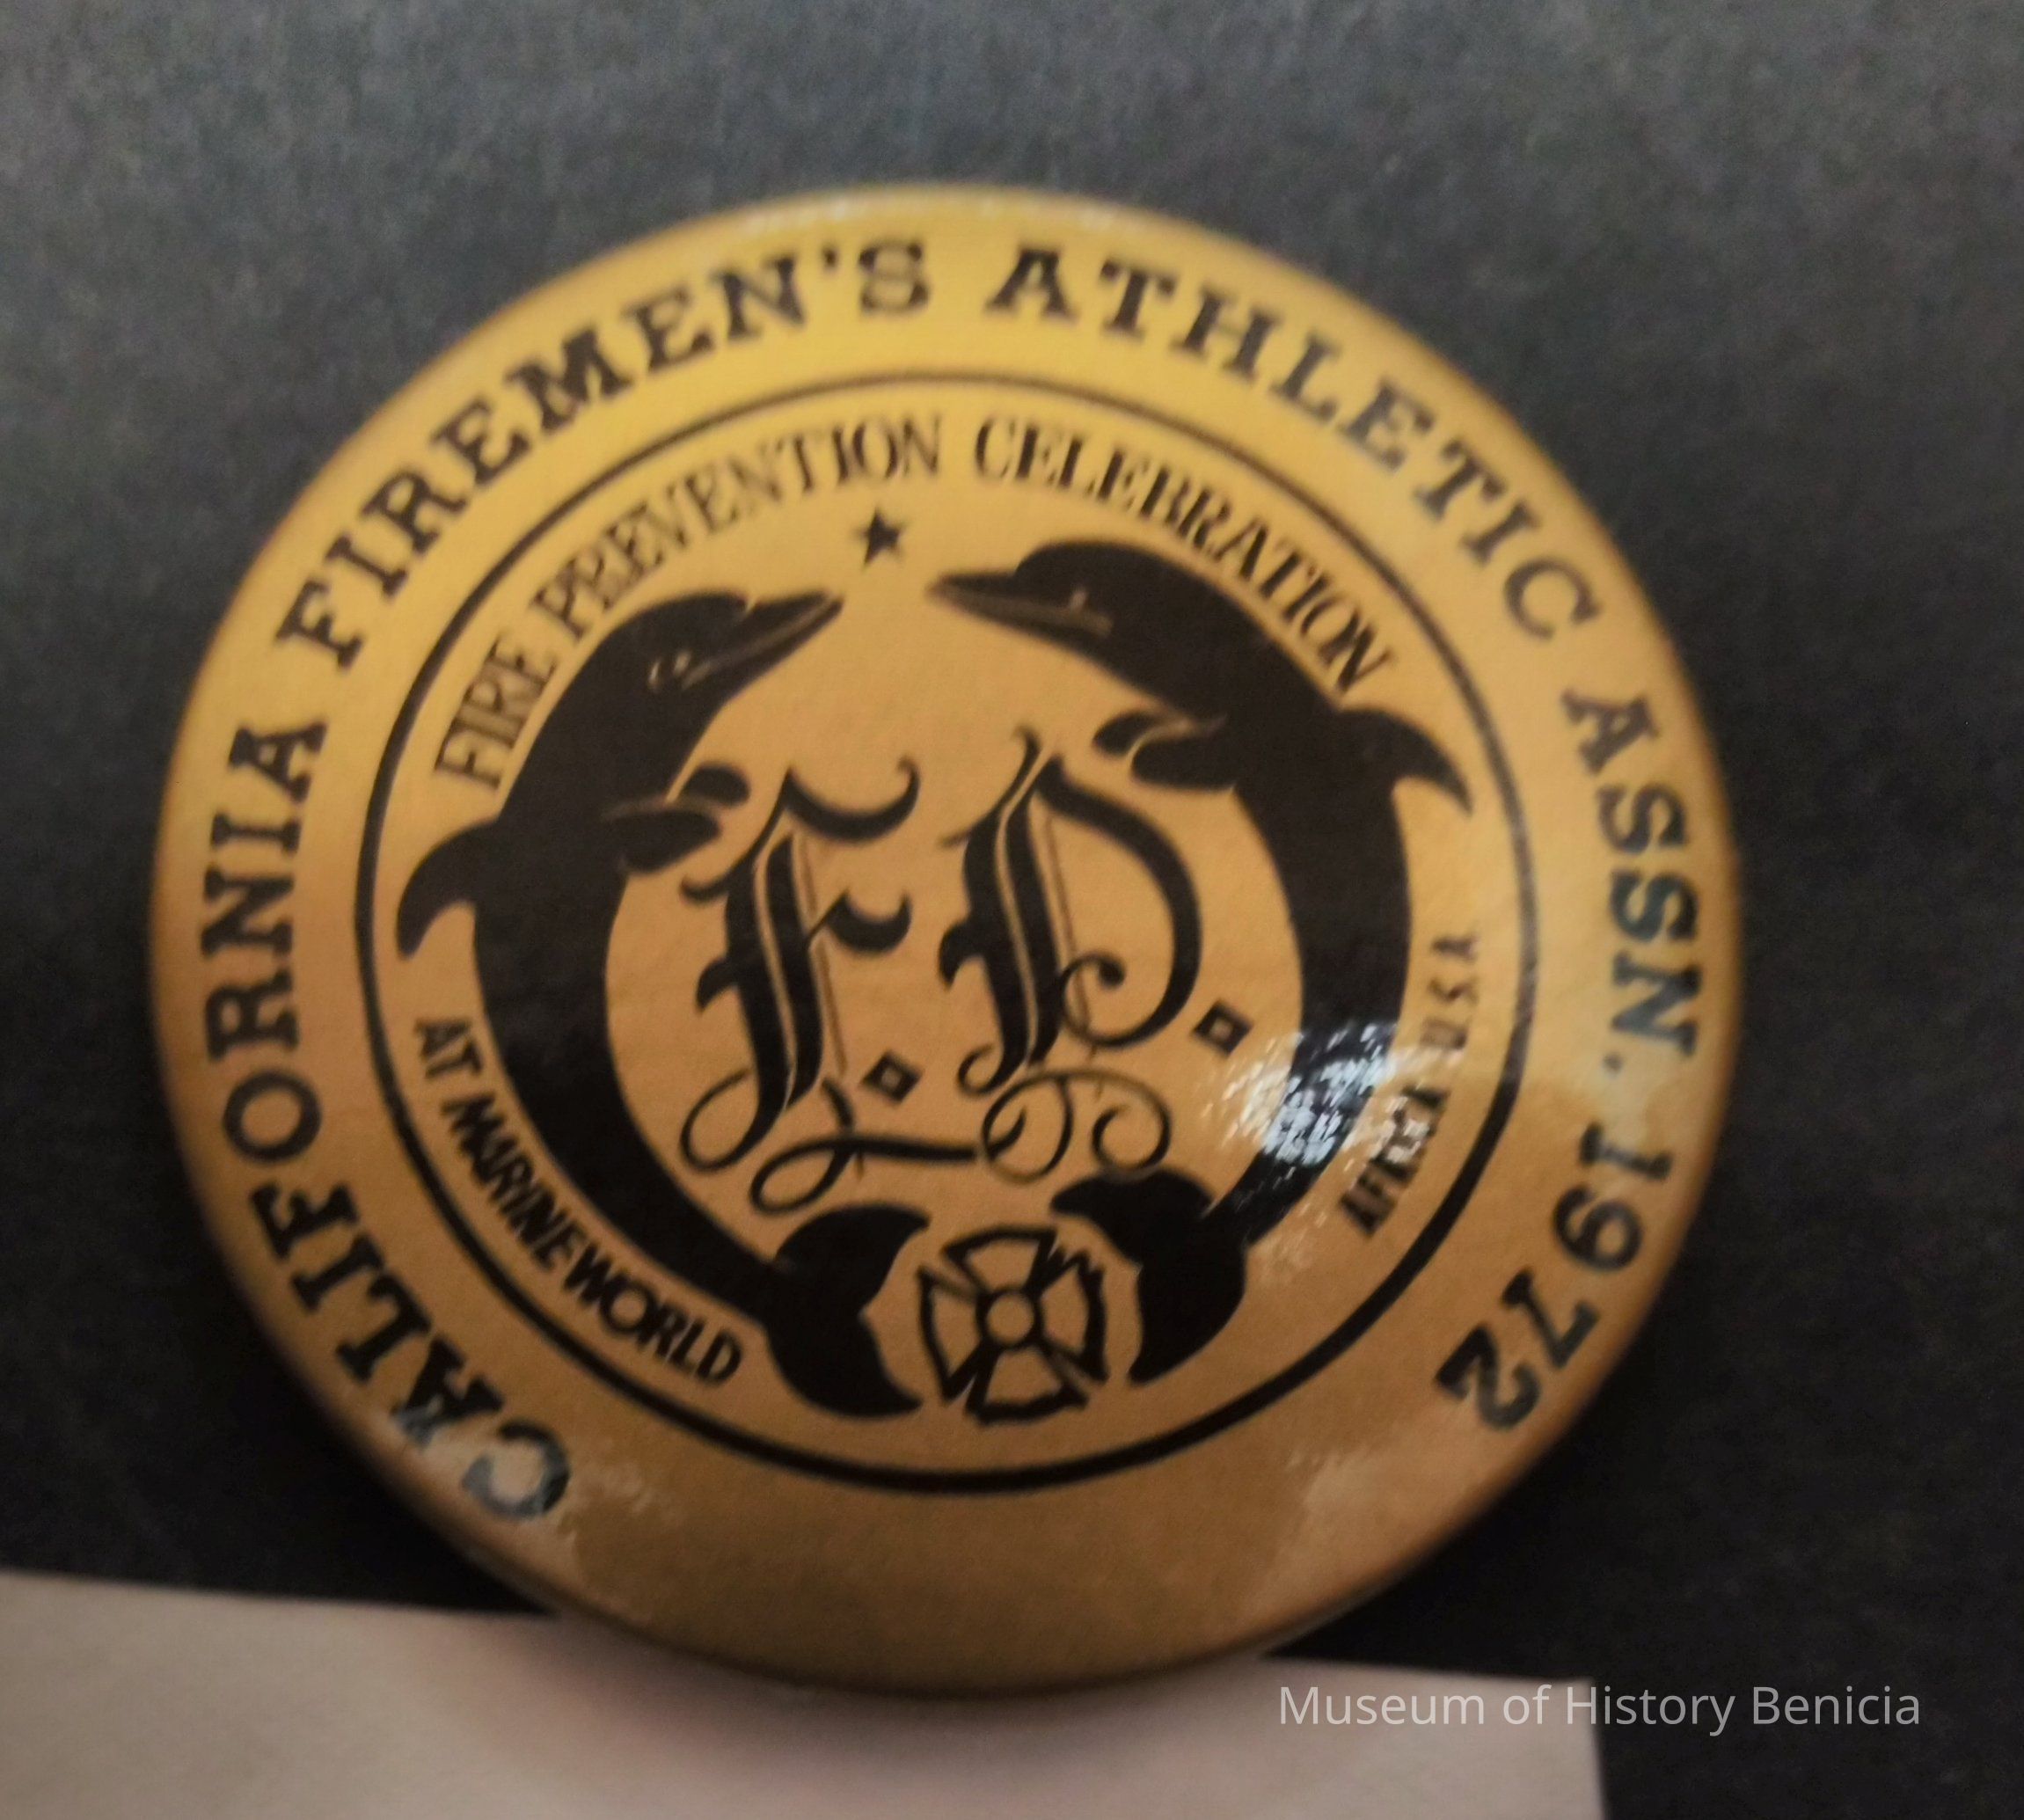 CALIFORNIA FIREMEN'S ATHLETIC ASSN. 1972
FIRE PREVENTION CELEBRATION
F.D.
AT MARINE WORLD
AFRICA USA
Museum of History Benicia